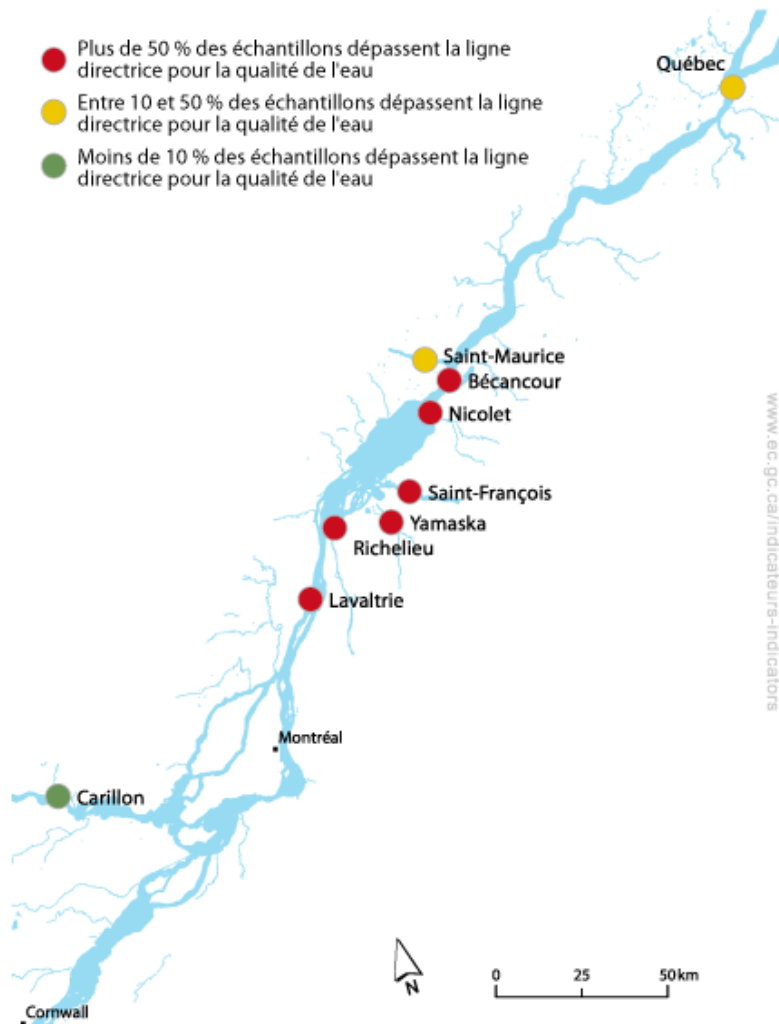 Plus de 50 % des échantillons dépassent la ligne
directrice pour la qualité de l'eau
Entre 10 et 50 % des échantillons dépassent la ligne
directrice pour la qualité de l'eau
Moins de 10 % des échantillons dépassent la ligne
directrice pour la qualité de l'eau
Québec
Saint-Maurice
Bécancour
Nicolet
Saint-François
Yamaska
Richelieu
Lavaltrie
Montréal
Carillon
Cornwall
N
0 25 50 km
www.ec.gc.ca/indicateurs-indicators